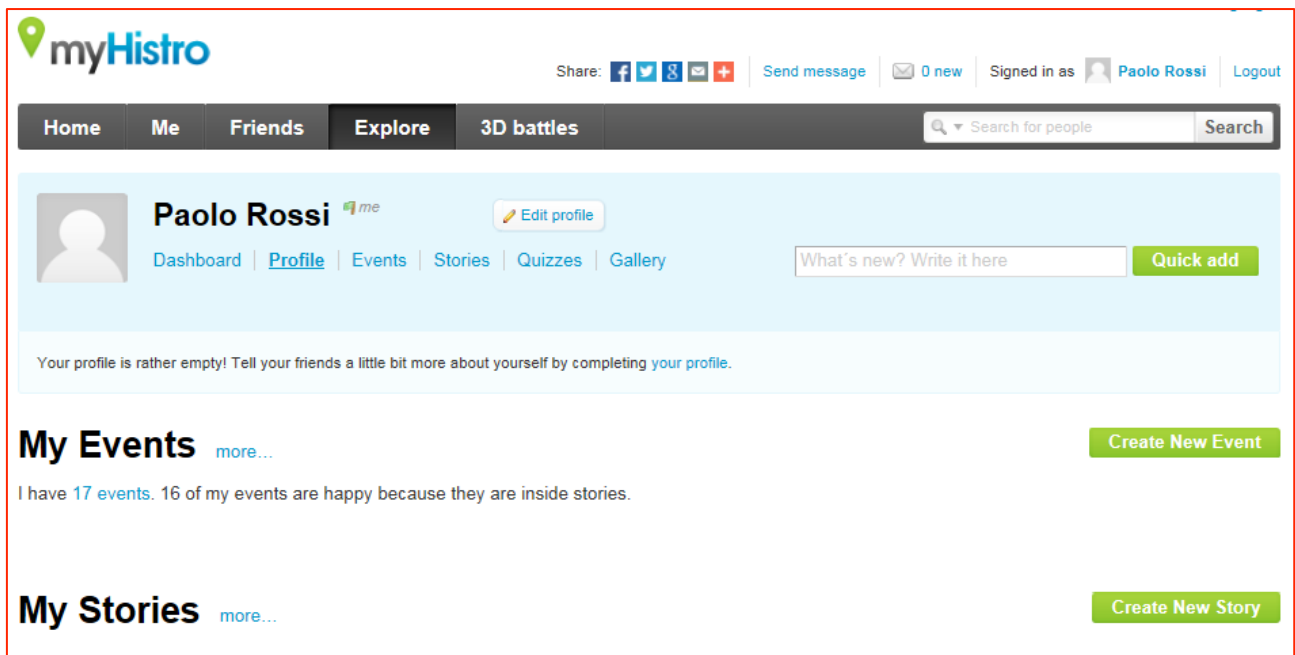 myHistro
Share: Send message 0 new Signed in as Paolo Rossi Logout
Home Me Friends Explore 3D battles Search for people Search
Paolo Rossi me Edit profile
Dashboard Profile Events Stories Quizzes Gallery What´s new? Write it here Quick add
Your profile is rather empty! Tell your friends a little bit more about yourself by completing your profile.
My Events more... Create New Event
I have 17 events. 16 of my events are happy because they are inside stories.
My Stories more... Create New Story